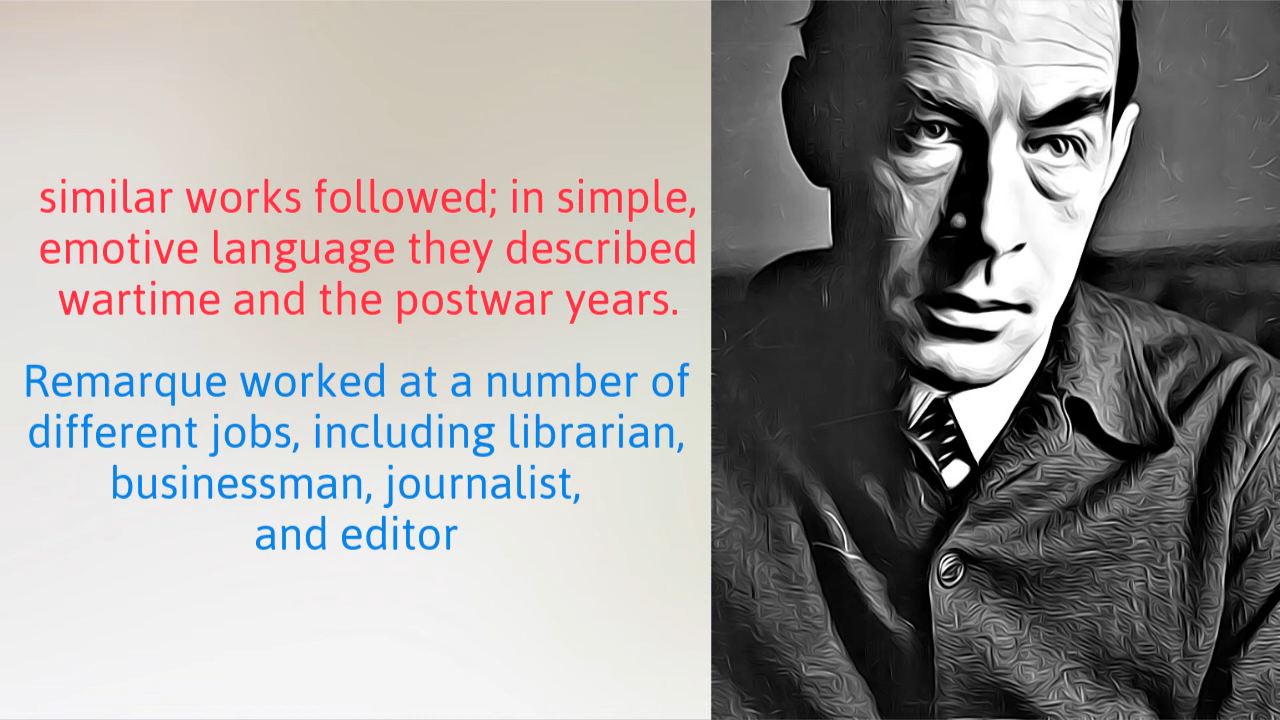 similar works followed; in simple,
emotive language they described
wartime and the postwar years.
Remarque worked at a number of
different jobs, including librarian,
businessman, journalist,
and editor